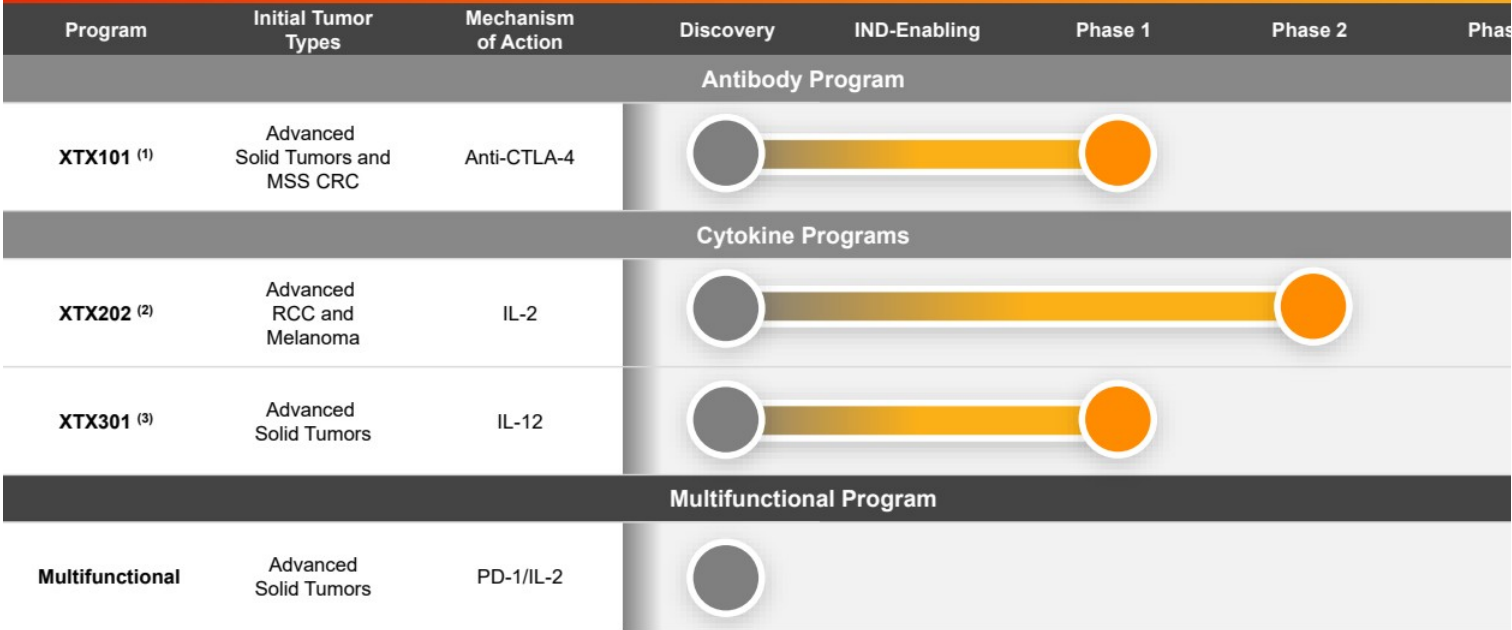 Program
Initial Tumor
Types
Mechanism
of Action
Discovery
IND-Enabling
Phase 1
Phase 2
Phas
Antibody Program
XTX101 (1)
Advanced
Solid Tumors and
MSS CRC
Anti-CTLA-4
Cytokine Programs
XTX202 (2)
Advanced
RCC and
Melanoma
IL-2
XTX301 (3)
Advanced
Solid Tumors
IL-12
Multifunctional Program
Multifunctional
Advanced
Solid Tumors
PD-1/IL-2